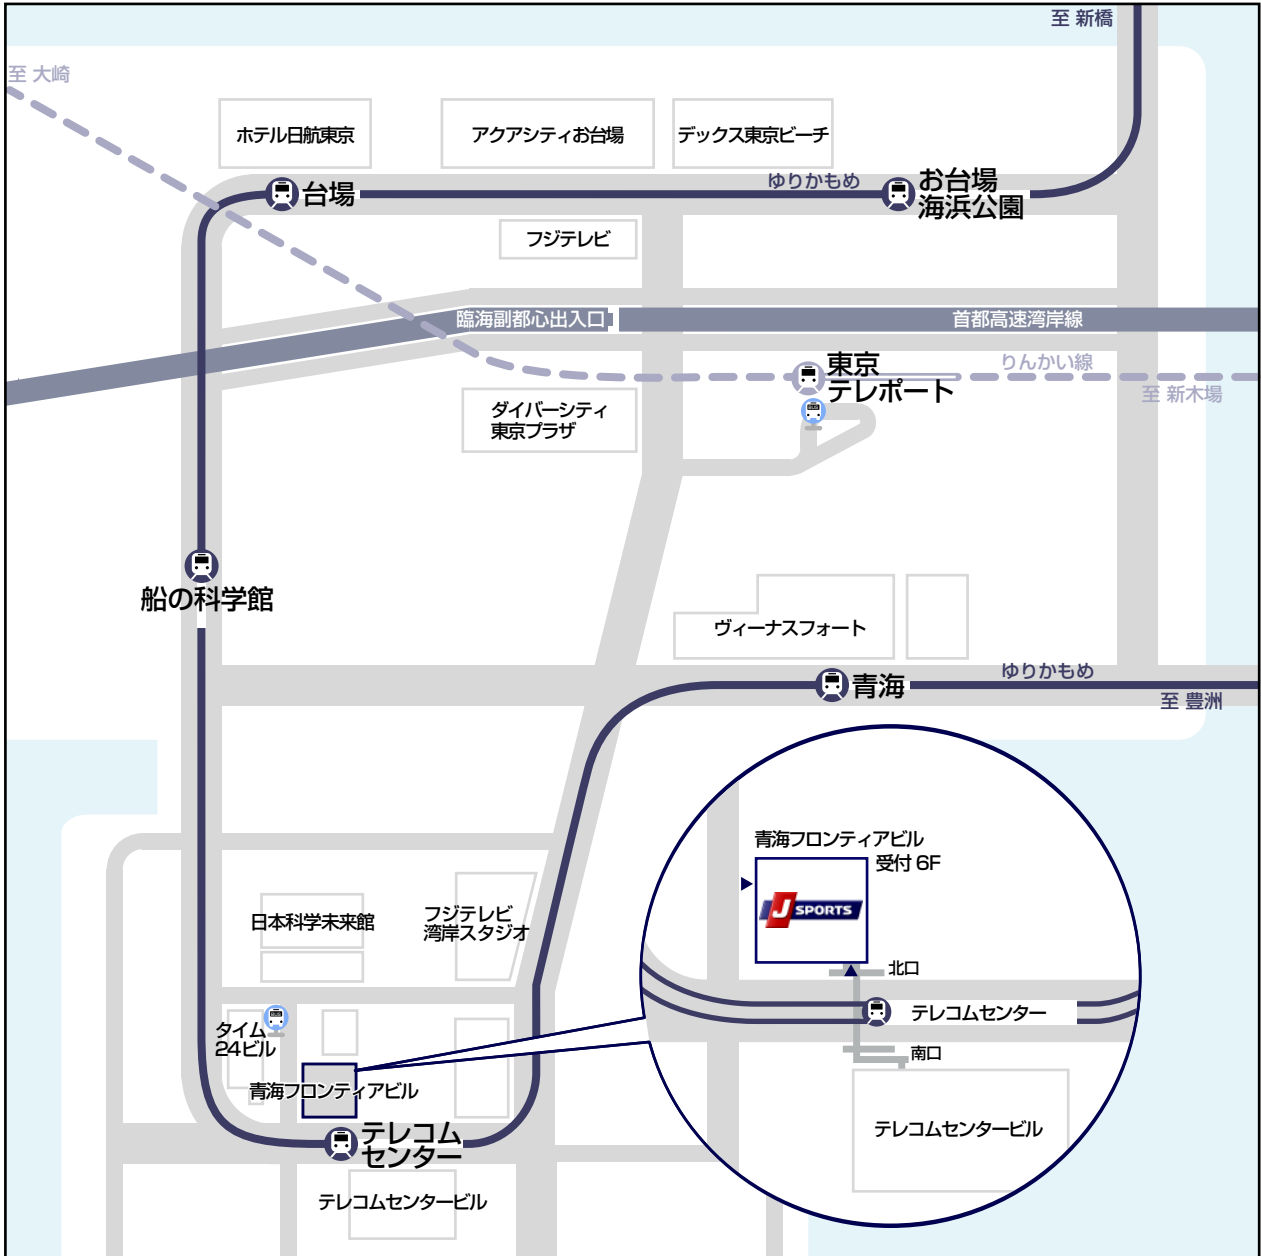 至 新橋
至 大崎
ホテル日航東京
アクアシティお台場
デックス東京ビーチ
台場
ゆりかもめ
お台場
海浜公園
フジテレビ
臨海副都心出入口
首都高速湾岸線
東京
テレポート
りんかい線
至 新木場
ダイバーシティ
東京プラザ
船の科学館
ヴィーナスフォート
青海
ゆりかもめ
至 豊洲
青海フロンティアビル
受付 6F
J SPORTS
北口
テレコムセンター
南口
テレコムセンタービル
日本科学未来館
フジテレビ
湾岸スタジオ
タイム
24ビル
青海フロンティアビル
テレコム
センター
テレコムセンタービル